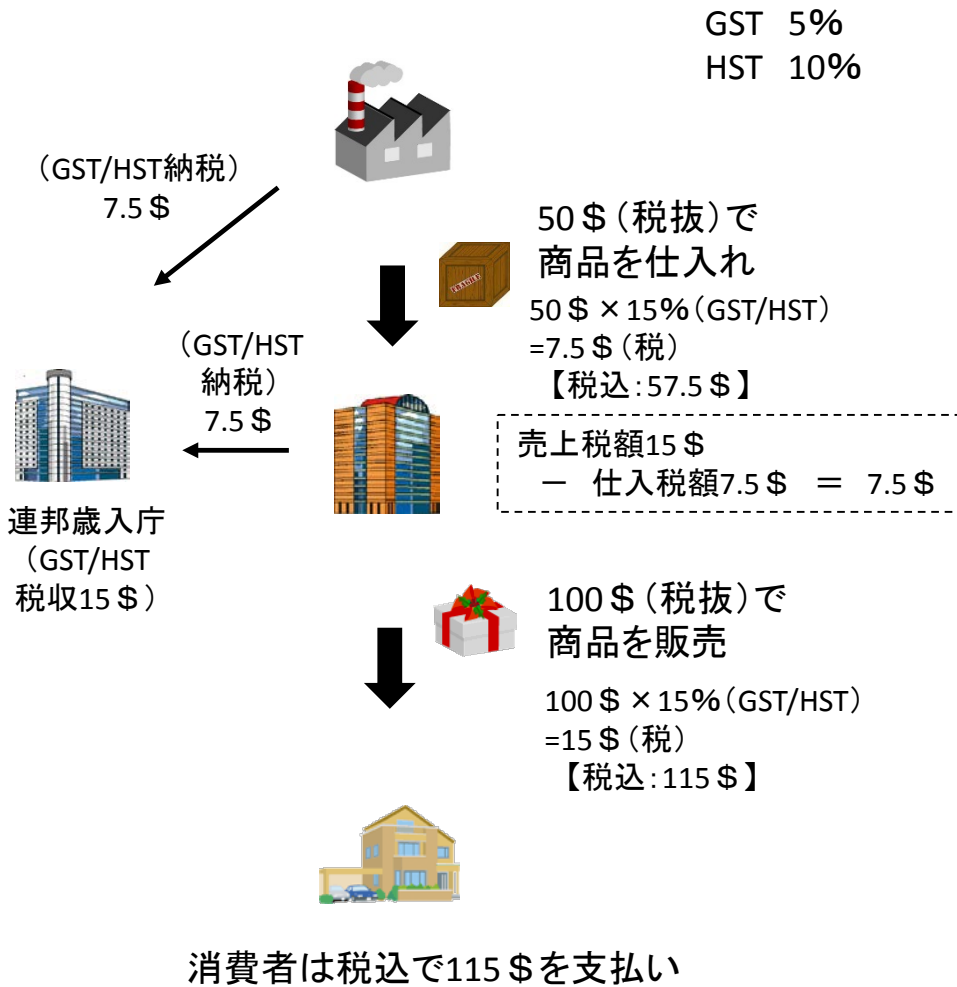 GST 5%
HST 10%
（GST/HST納税）
7.5＄
50＄（税抜）で
商品を仕入れ
FRAGILE
50＄×15%（GST/HST）
=7.5＄（税）
【税込：57.5＄】
（GST/HST
納税）
7.5＄
売上税額15＄
－ 仕入税額7.5＄ ＝ 7.5＄
連邦歳入庁
（GST/HST
税収15＄）
100＄（税抜）で
商品を販売
100＄×15%（GST/HST）
=15＄（税）
【税込：115＄】
消費者は税込で115＄を支払い